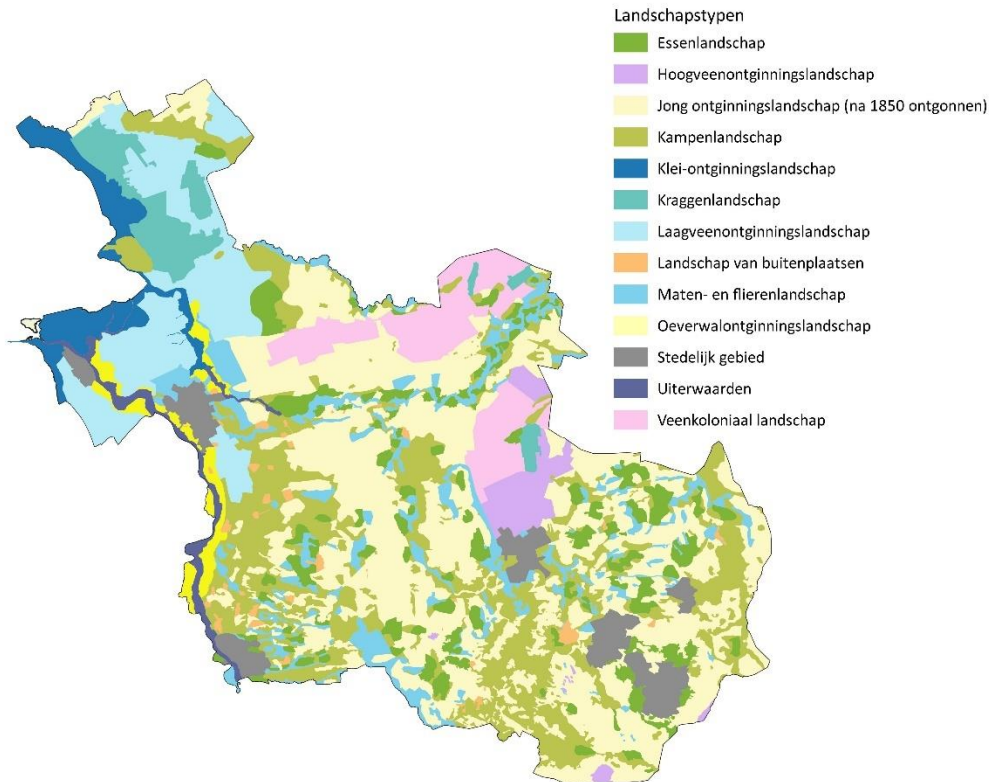 Landschapstypen
Essenlandschap
Hoogveenontginningslandschap
Jong ontginningslandschap (na 1850 ontgonnen)
Kampenlandschap
Klei-ontginningslandschap
Kraggenlandschap
Laagveenontginningslandschap
Landschap van buitenplaatsen
Maten- en flierenlandschap
Oeverwalontginningslandschap
Stedelijk gebied
Uiterwaarden
Veenkoloniaal landschap